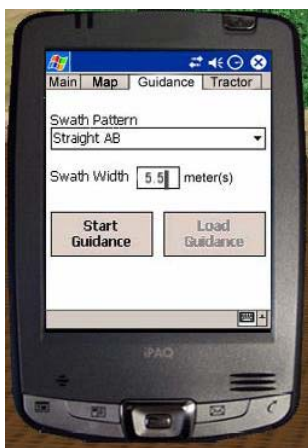 Main Map Guidance Tractor
Swath Pattern
Straight AB
Swath Width 5.5 meter(s)
Start Guidance
Load Guidance
iPAQ